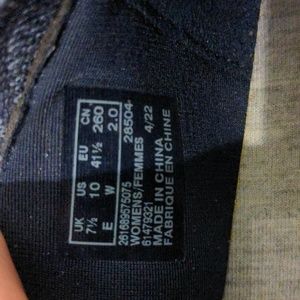 UK US EU CN
7½ 10 41½ 260
E W 2.0
261689575075 28504
WOMENS/FEMMES 4/22
61479321 MADE IN CHINA
FABRIQUE EN CHINE